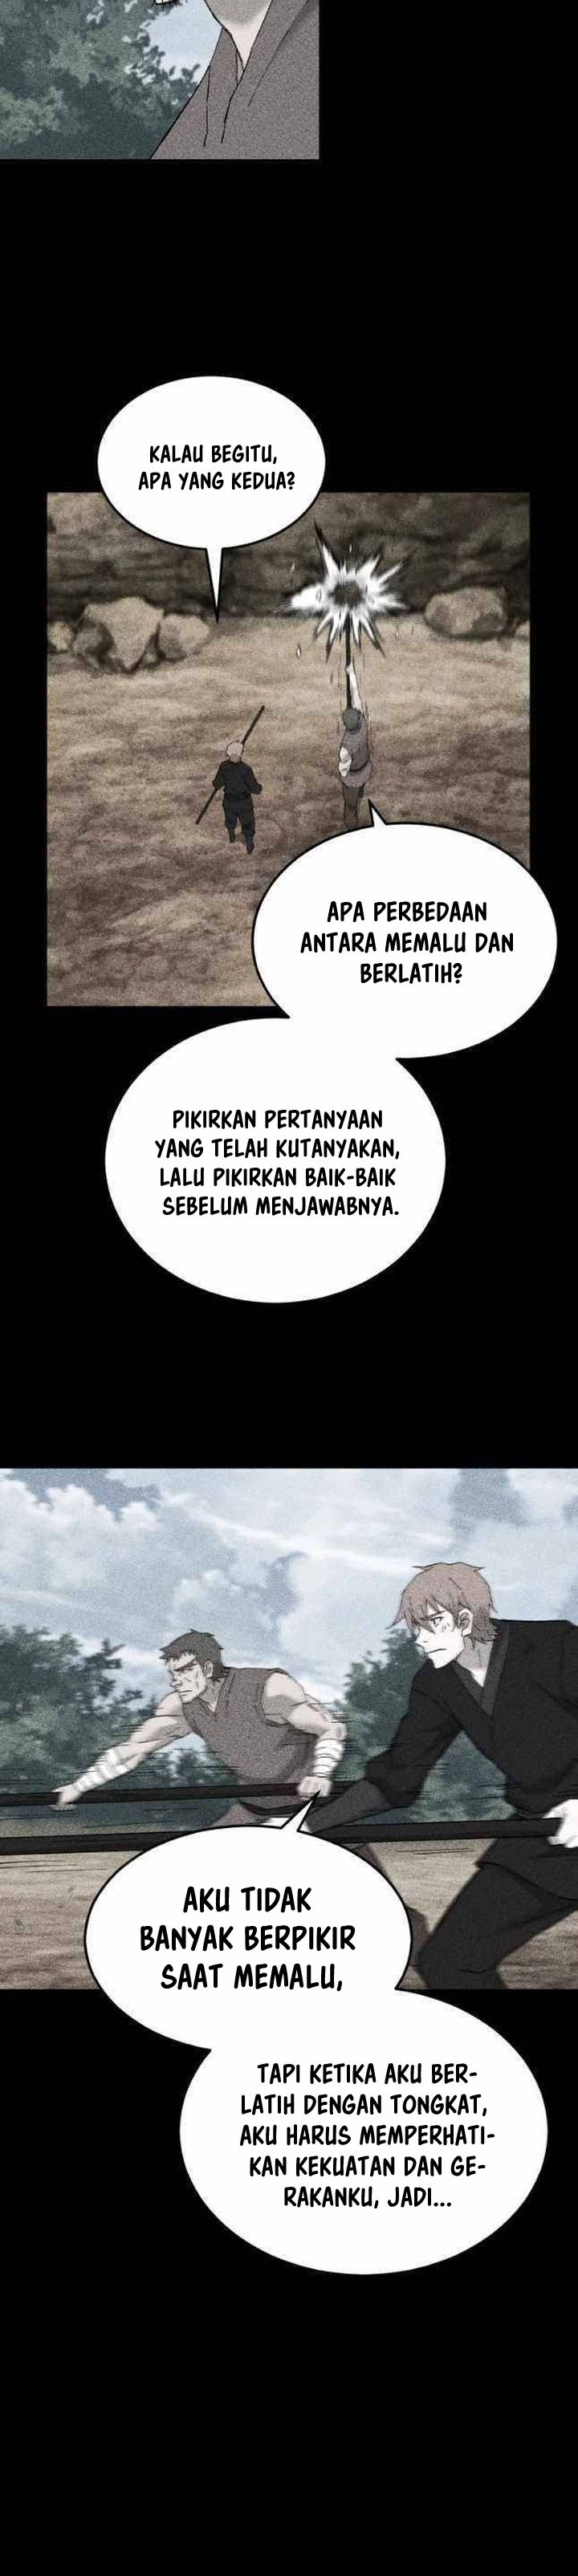 KALAU BEGITU,
APA YANG KEDUA?
APA PERBEDAAN
ANTARA MEMALU DAN
BERLATIH?
PIKIRKAN PERTANYAAN
YANG TELAH KUTANYAKAN,
LALU PIKIRKAN BAIK-BAIK
SEBELUM MENJAWABNYA.
AKU TIDAK
BANYAK BERPIKIR
SAAT MEMALU,
TAPI KETIKA AKU BER-
LATIH DENGAN TONGKAT,
AKU HARUS MEMPERHATI-
KAN KEKUATAN DAN GE-
RAKANKU, JADI...